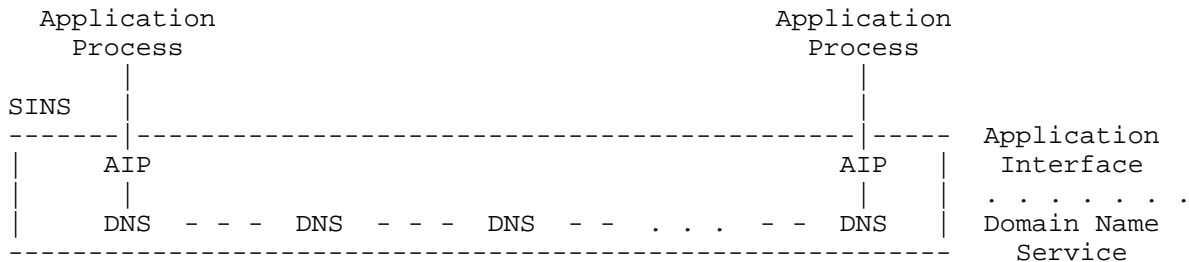 Application Application
Process Process
SINS
Application
AIP AIP Interface
. . . . . . .
DNS - - - DNS - - - DNS - - . . . - - DNS Domain Name
Service